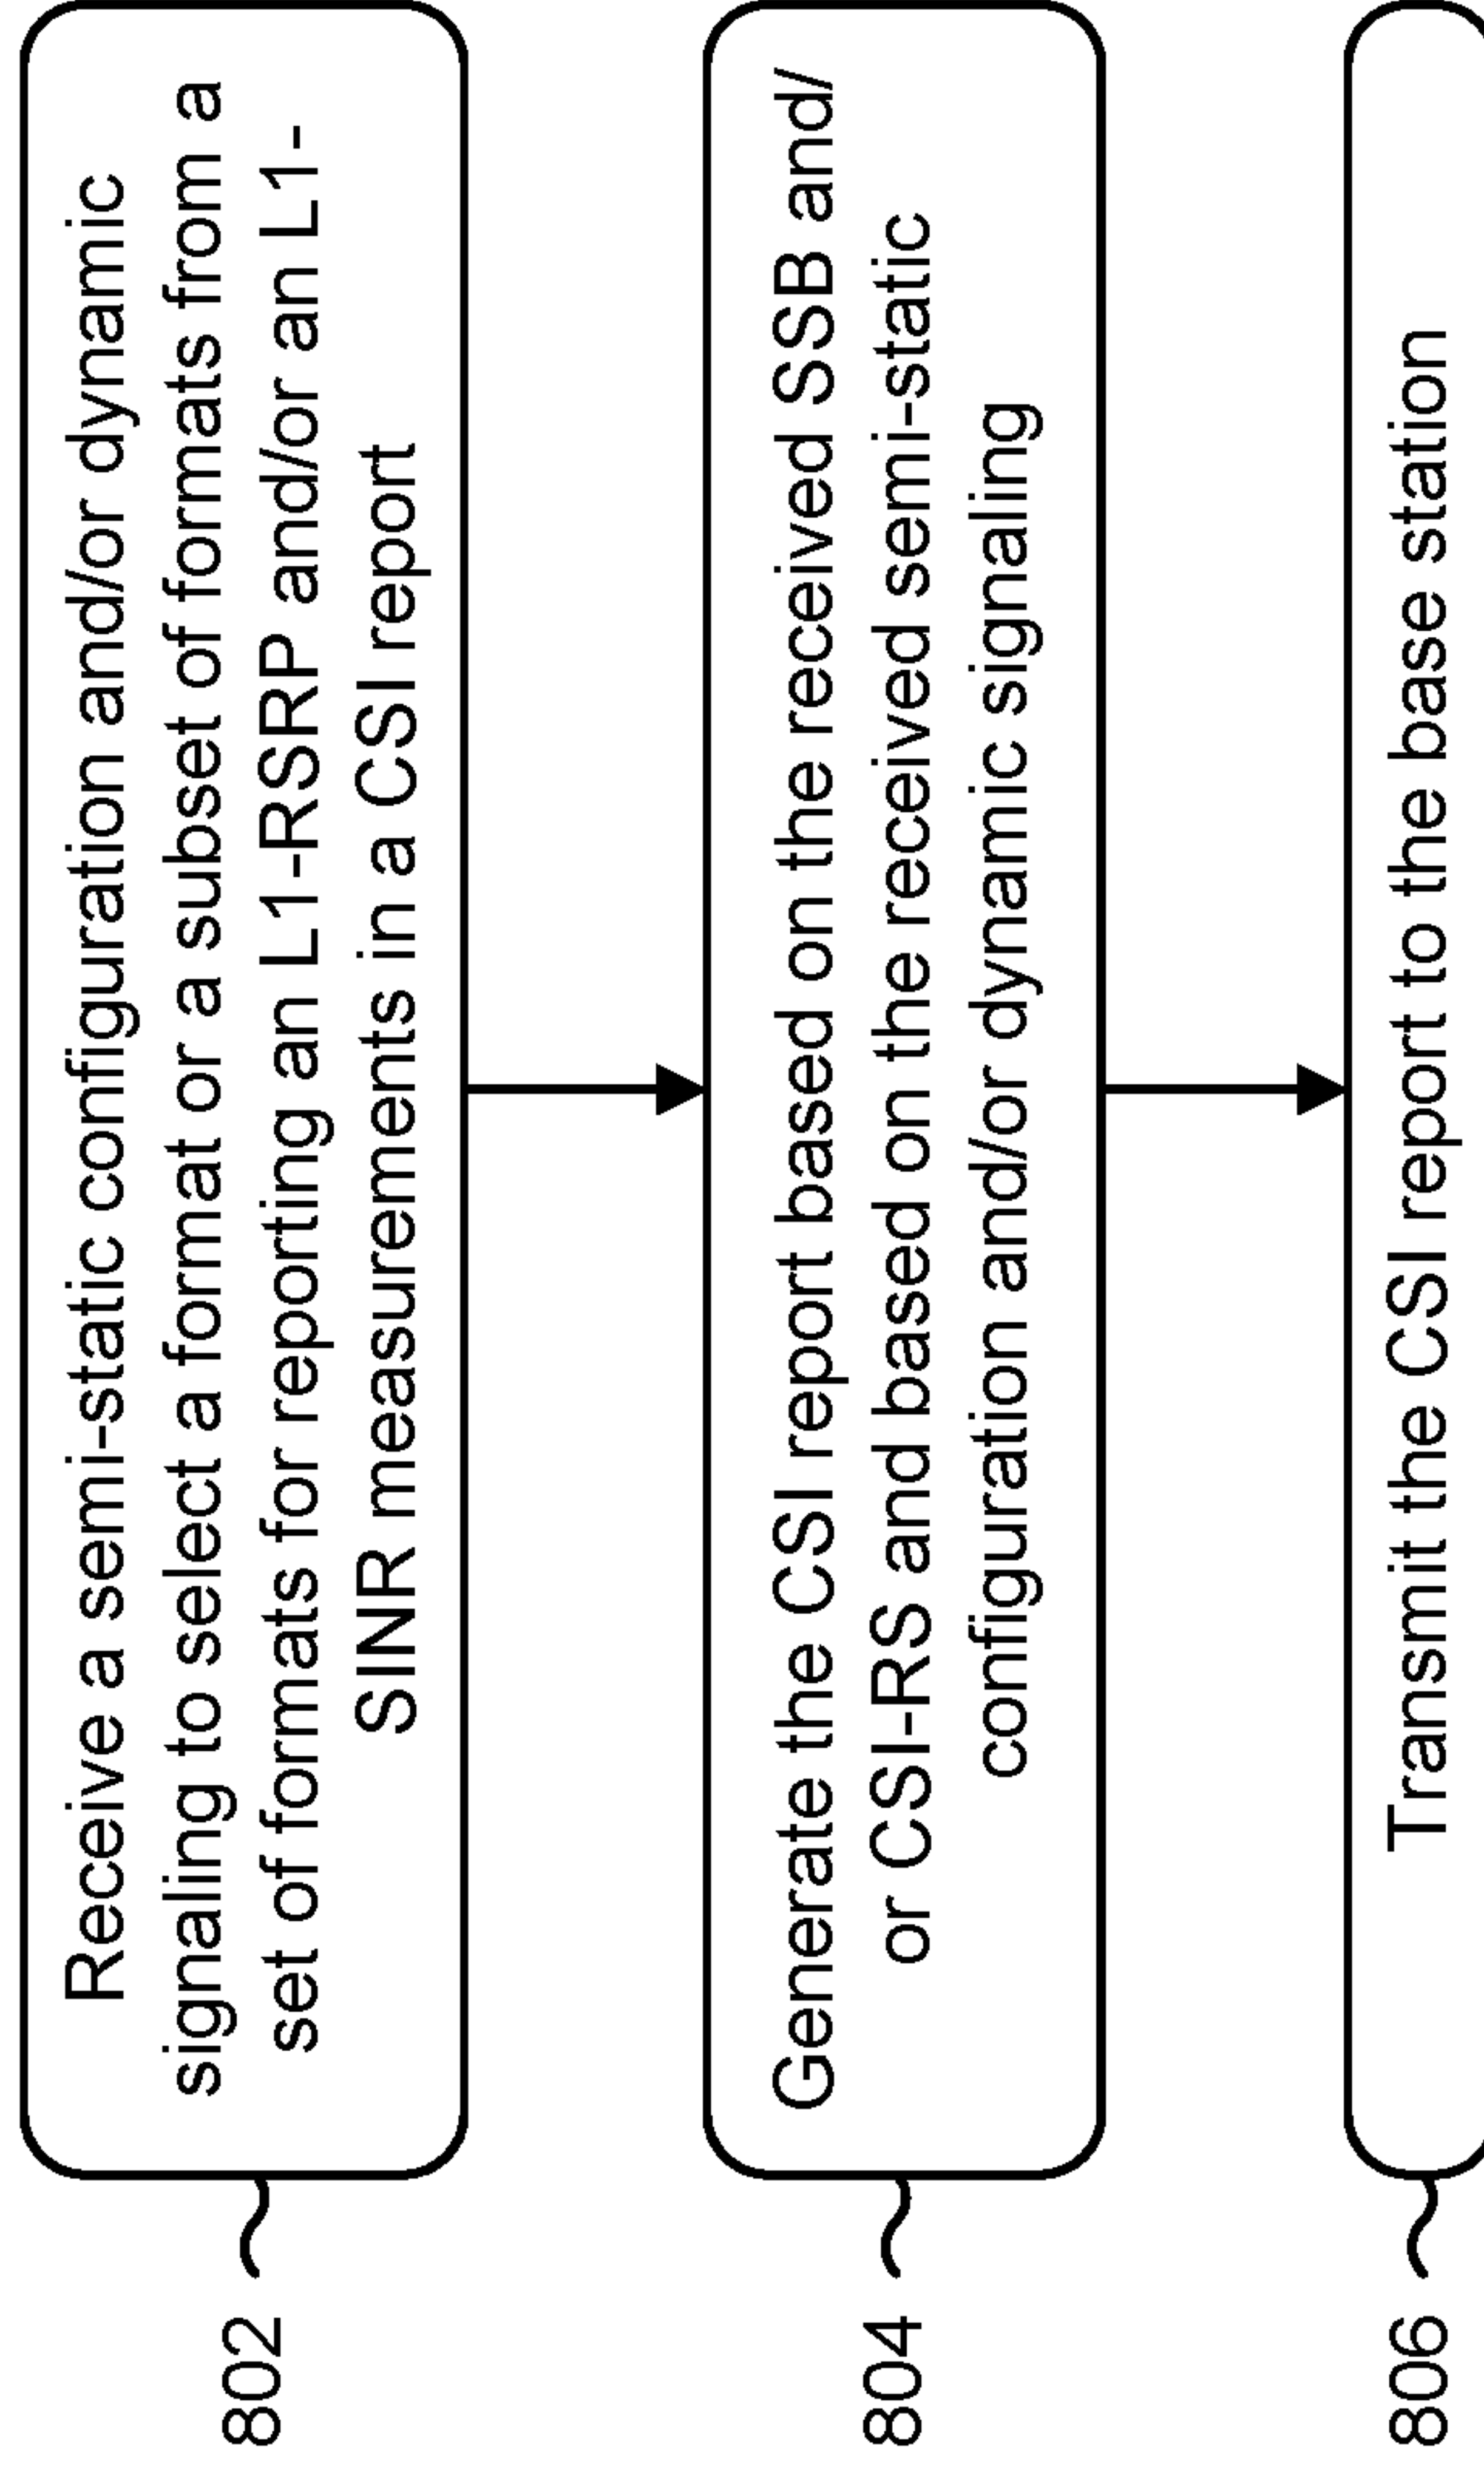 802
Receive a semi-static configuration and/or dynamic
signaling to select a format or a subset of formats from a
set of formats for reporting an L1-RSRP and/or an L1-
SINR measurements in a CSI report
804
Generate the CSI report based on the received SSB and/
or CSI-RS and based on the received semi-static
configuration and/or dynamic signaling
806
Transmit the CSI report to the base station